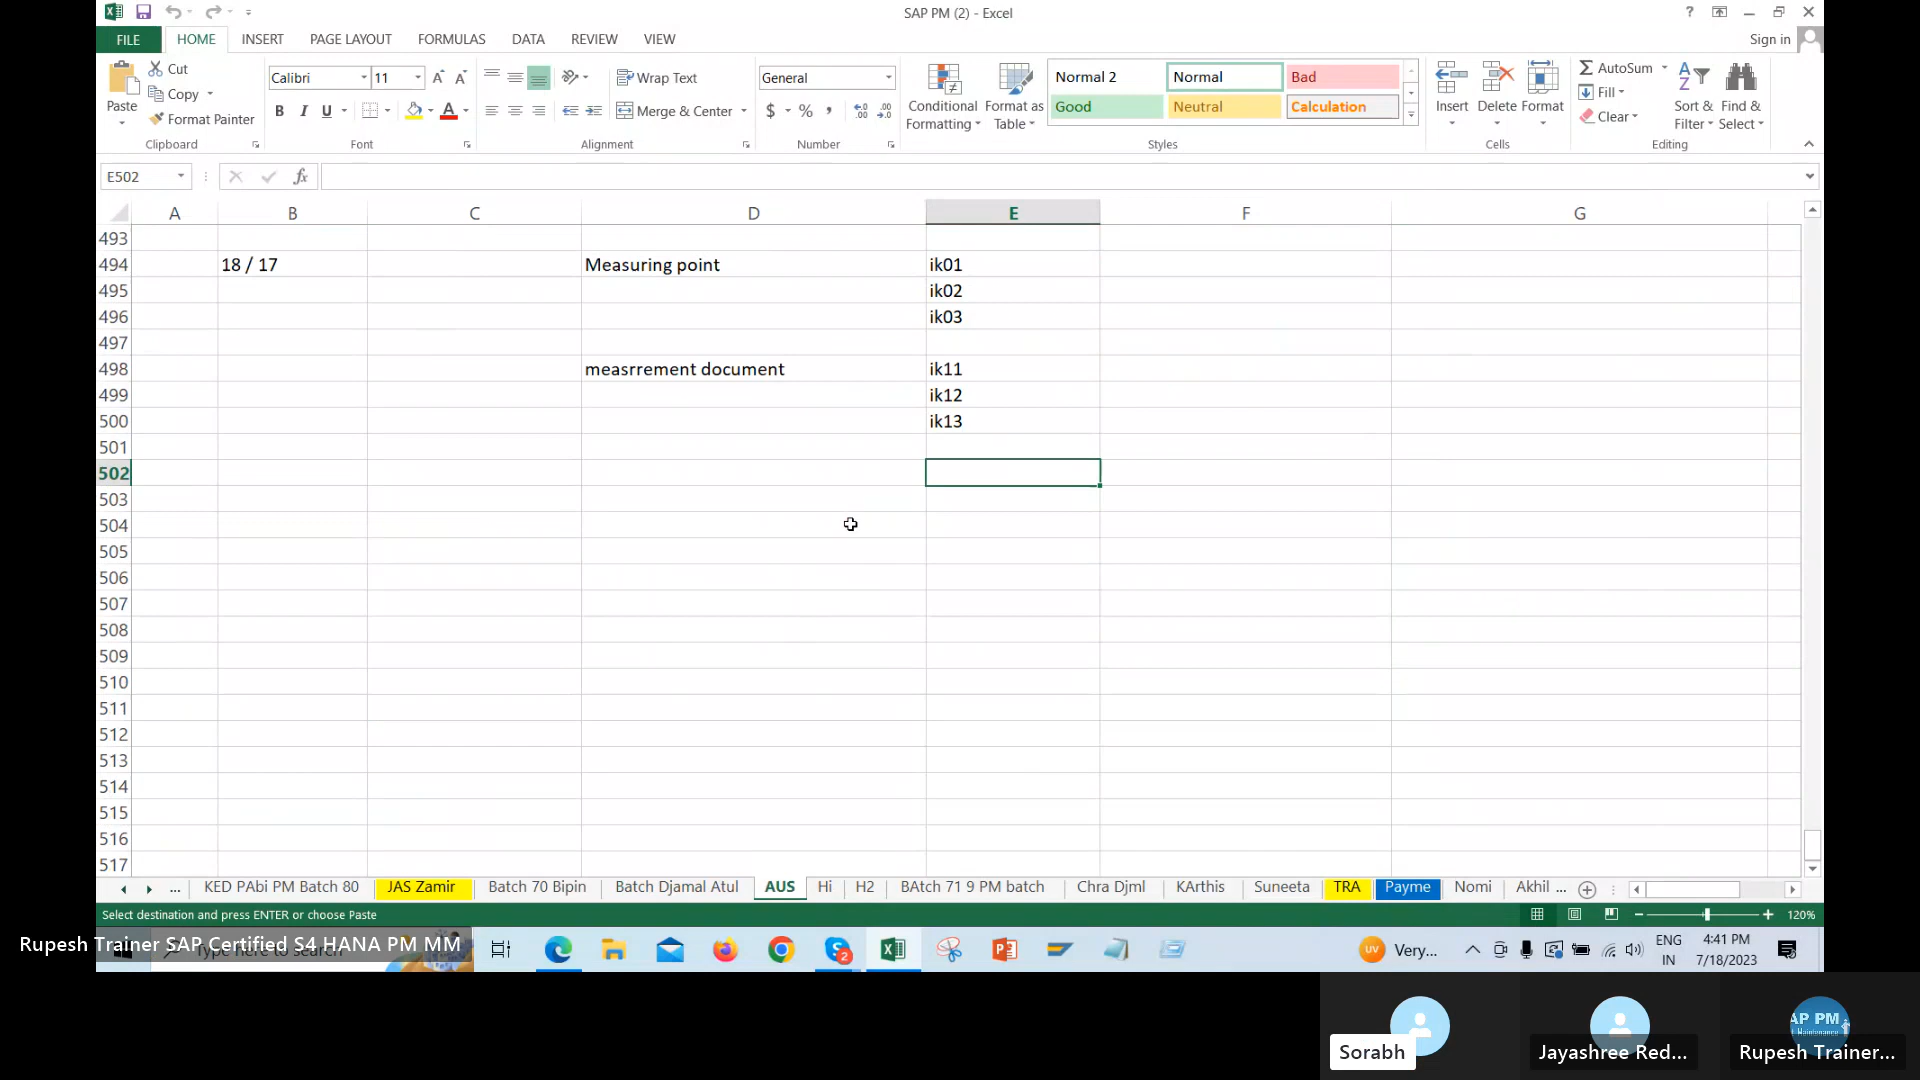 SAP PM (2) - Excel
?
FILE
HOME
INSERT
PAGE LAYOUT
FORMULAS
DATA
REVIEW
VIEW
Sign in
Paste
Cut
Copy
Format Painter
Clipboard
Calibri
11
B I U
Font
Wrap Text
Merge & Center
Alignment
General
$ % ,
Number
Conditional Formatting
Format as Table
Normal 2
Normal
Bad
Good
Neutral
Calculation
Styles
Insert
Delete
Format
Cells
AutoSum
Fill
Clear
Sort & Filter
Find & Select
Editing
E502
fx
A B C D E F G
493
494 18 / 17 Measuring point ik01
495 ik02
496 ik03
497
498 measrrement document ik11
499 ik12
500 ik13
501
502
503
504
505
506
507
508
509
510
511
512
513
514
515
516
517
... KED PAbi PM Batch 80 JAS Zamir Batch 70 Bipin Batch Djamal Atul AUS Hi H2 BAtch 71 9 PM batch Chra Djml KArthis Suneeta TRA Payme Nomi Akhil ...
Select destination and press ENTER or choose Paste
120%
Rupesh Trainer SAP Certified S4 HANA PM MM
Type here to search
2
UV
Very...
ENG
IN
4:41 PM
7/18/2023
Sorabh
Jayashree Red...
AP PM
Rupesh Trainer...